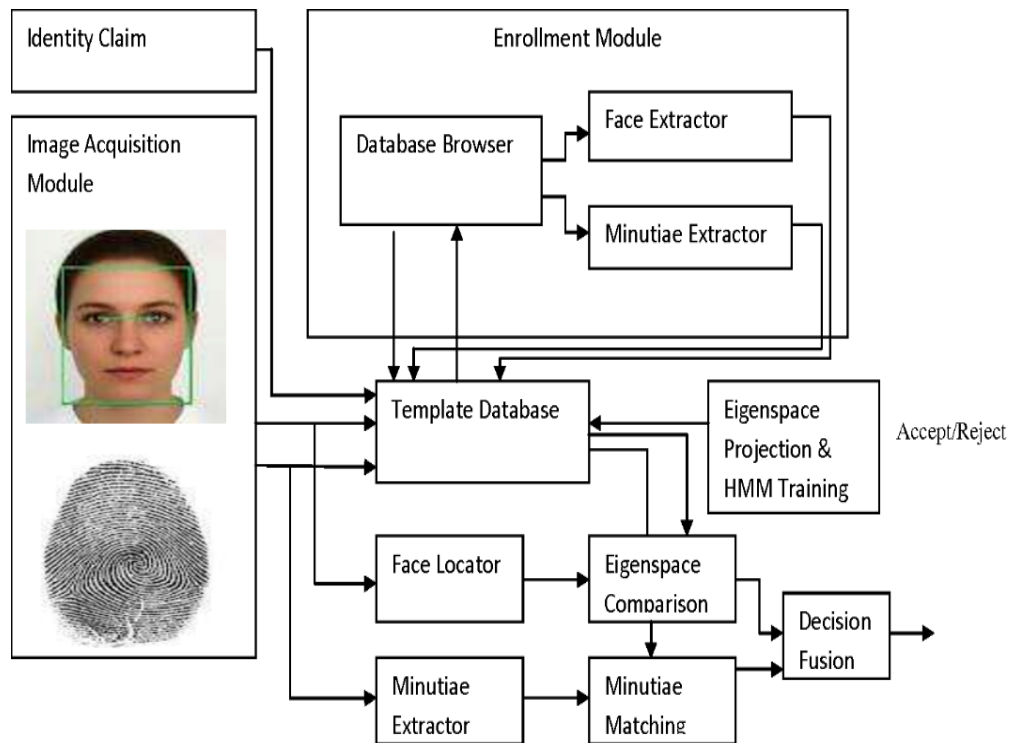 Identity Claim
Enrollment Module
Image Acquisition
Module
Database Browser
Face Extractor
Minutiae Extractor
Template Database
Eigenspace
Projection &
HMM Training
Accept/Reject
Face Locator
Eigenspace
Comparison
Decision
Fusion
Minutiae
Extractor
Minutiae
Matching